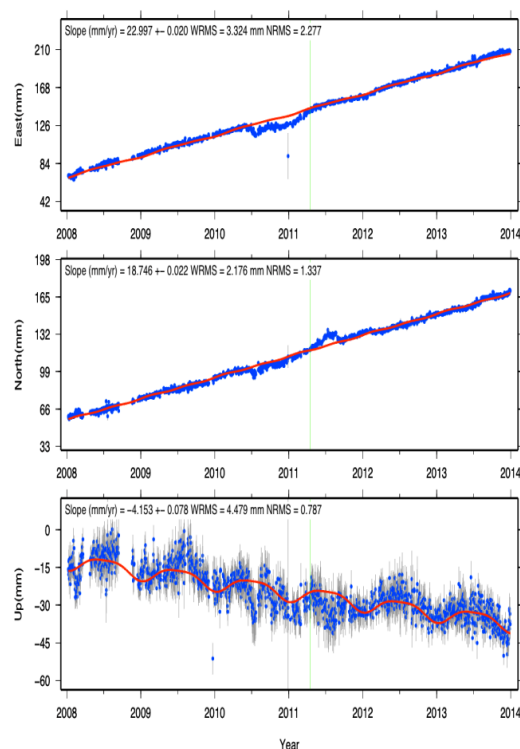 Slope (mm/yr) = 22.997 +− 0.020 WRMS = 3.324 mm NRMS = 2.277
210
168
126
84
42
East(mm)
2008 2009 2010 2011 2012 2013 2014
Slope (mm/yr) = 18.746 +− 0.022 WRMS = 2.176 mm NRMS = 1.337
198
165
132
99
66
33
North(mm)
2008 2009 2010 2011 2012 2013 2014
Slope (mm/yr) = −4.153 +− 0.078 WRMS = 4.479 mm NRMS = 0.787
0
−15
−30
−45
−60
Up(mm)
2008 2009 2010 2011 2012 2013 2014
Year